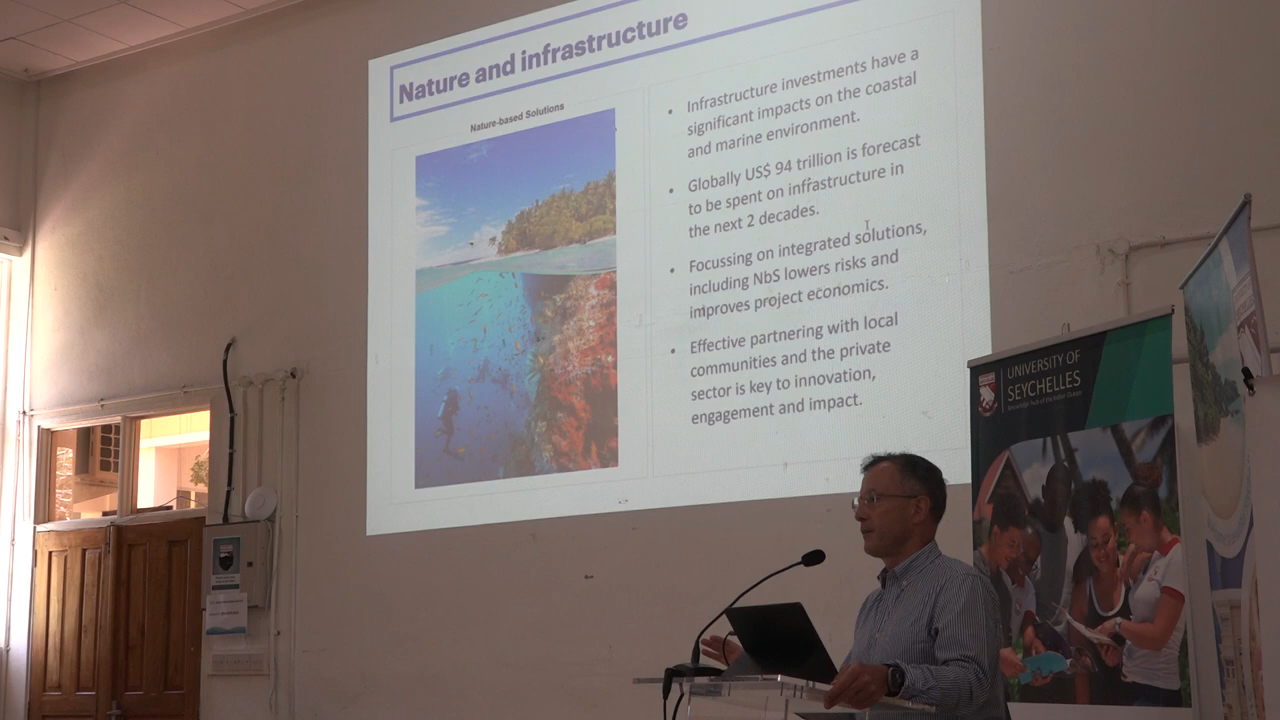 Nature and infrastructure
Nature-based Solutions
• Infrastructure investments have a
significant impacts on the coastal
and marine environment.
• Globally US$ 94 trillion is forecast
to be spent on infrastructure in
the next 2 decades.
• Focussing on integrated solutions,
including NbS lowers risks and
improves project economics.
• Effective partnering with local
communities and the private
sector is key to innovation,
engagement and impact.
UNIVERSITY OF
SEYCHELLES